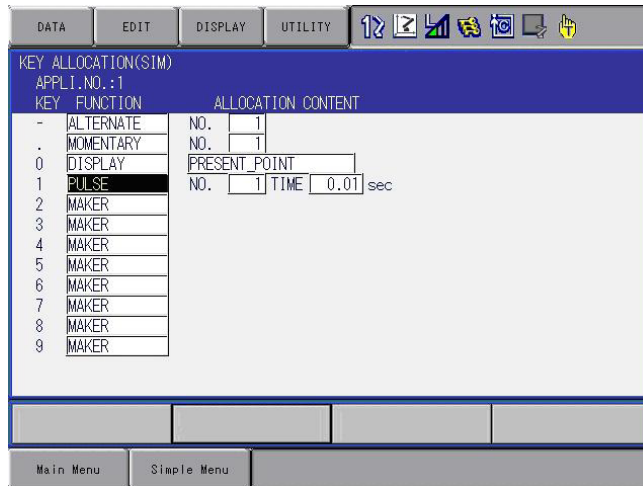 DATA EDIT DISPLAY UTILITY
KEY ALLOCATION(SIM)
APPLI.NO.:1
KEY FUNCTION ALLOCATION CONTENT
- ALTERNATE NO. 1
. MOMENTARY NO. 1
0 DISPLAY PRESENT_POINT
1 PULSE NO. 1 TIME 0.01 sec
2 MAKER
3 MAKER
4 MAKER
5 MAKER
6 MAKER
7 MAKER
8 MAKER
9 MAKER
Main Menu Simple Menu